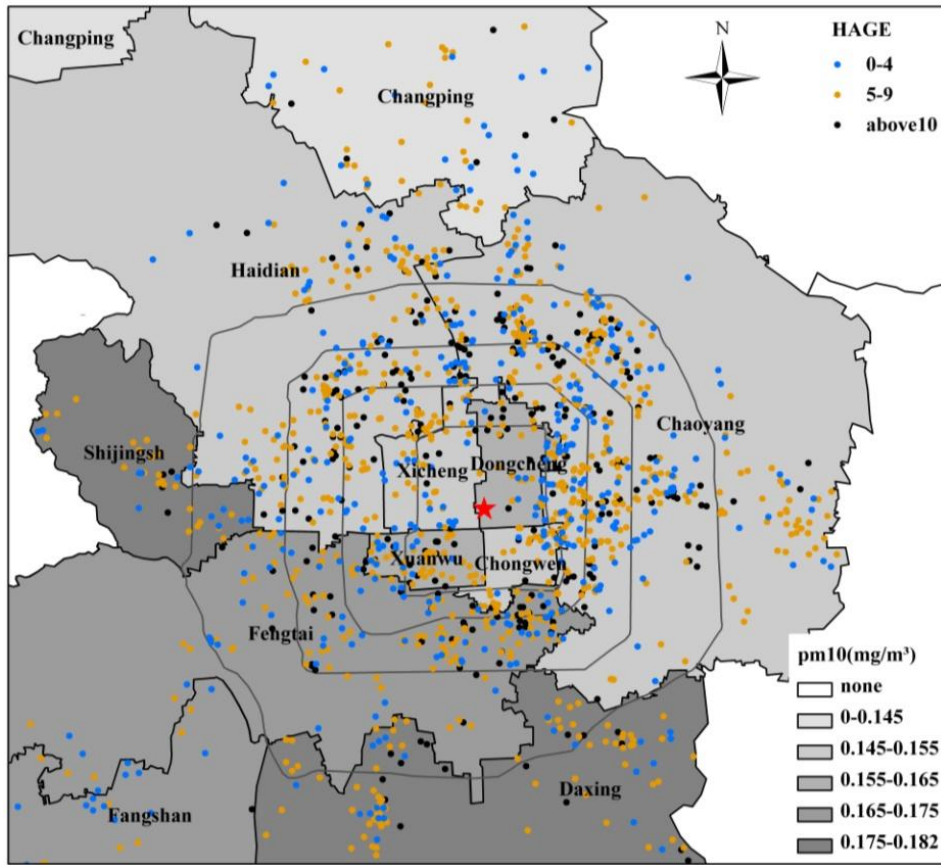 Changping
N
HAGE
0-4
5-9
above10
Changping
Haidian
Chaoyang
Shijingsh
Xicheng
Dongcheng
Xuanwu
Chongwen
Fengtai
pm10(mg/m³)
none
0-0.145
0.145-0.155
0.155-0.165
0.165-0.175
0.175-0.182
Daxing
Fangshan